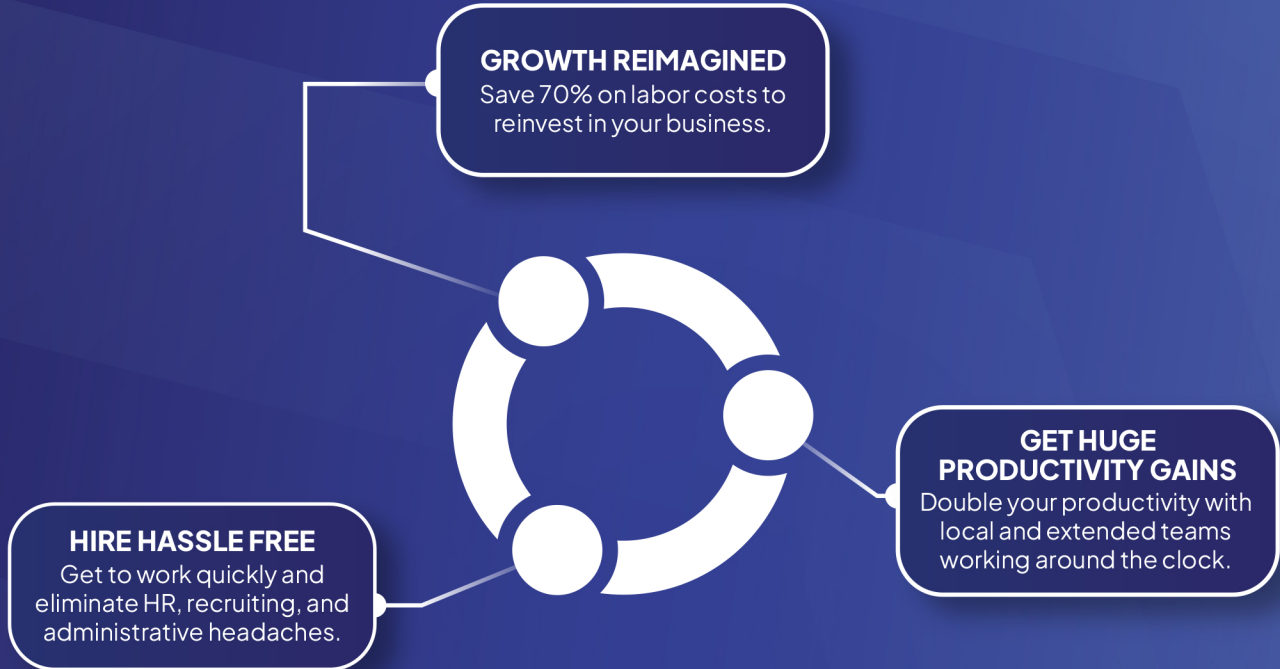 GROWTH REIMAGINED
Save 70% on labor costs to
reinvest in your business.
GET HUGE
PRODUCTIVITY GAINS
Double your productivity with
local and extended teams
working around the clock.
HIRE HASSLE FREE
Get to work quickly and
eliminate HR, recruiting, and
administrative headaches.